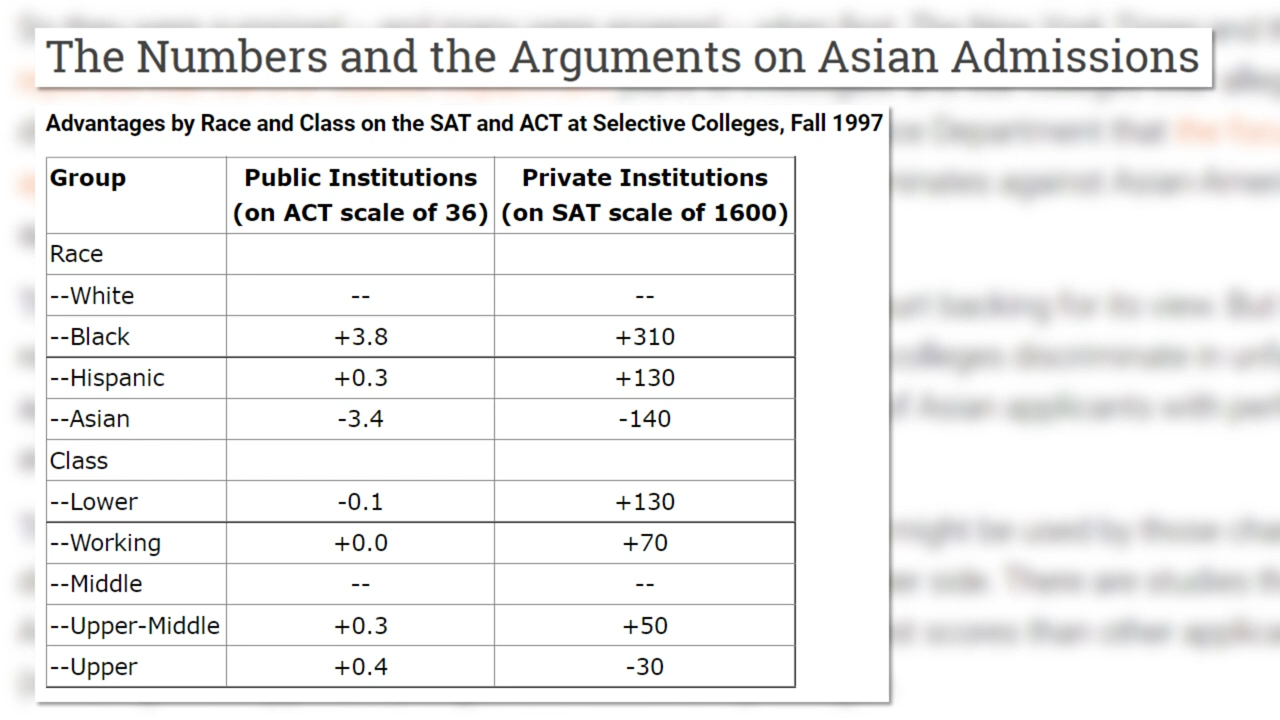 The Numbers and the Arguments on Asian Admissions
Advantages by Race and Class on the SAT and ACT at Selective Colleges, Fall 1997
Group Public Institutions (on ACT scale of 36) Private Institutions (on SAT scale of 1600)
Race
--White -- --
--Black +3.8 +310
--Hispanic +0.3 +130
--Asian -3.4 -140
Class
--Lower -0.1 +130
--Working +0.0 +70
--Middle -- --
--Upper-Middle +0.3 +50
--Upper +0.4 -30